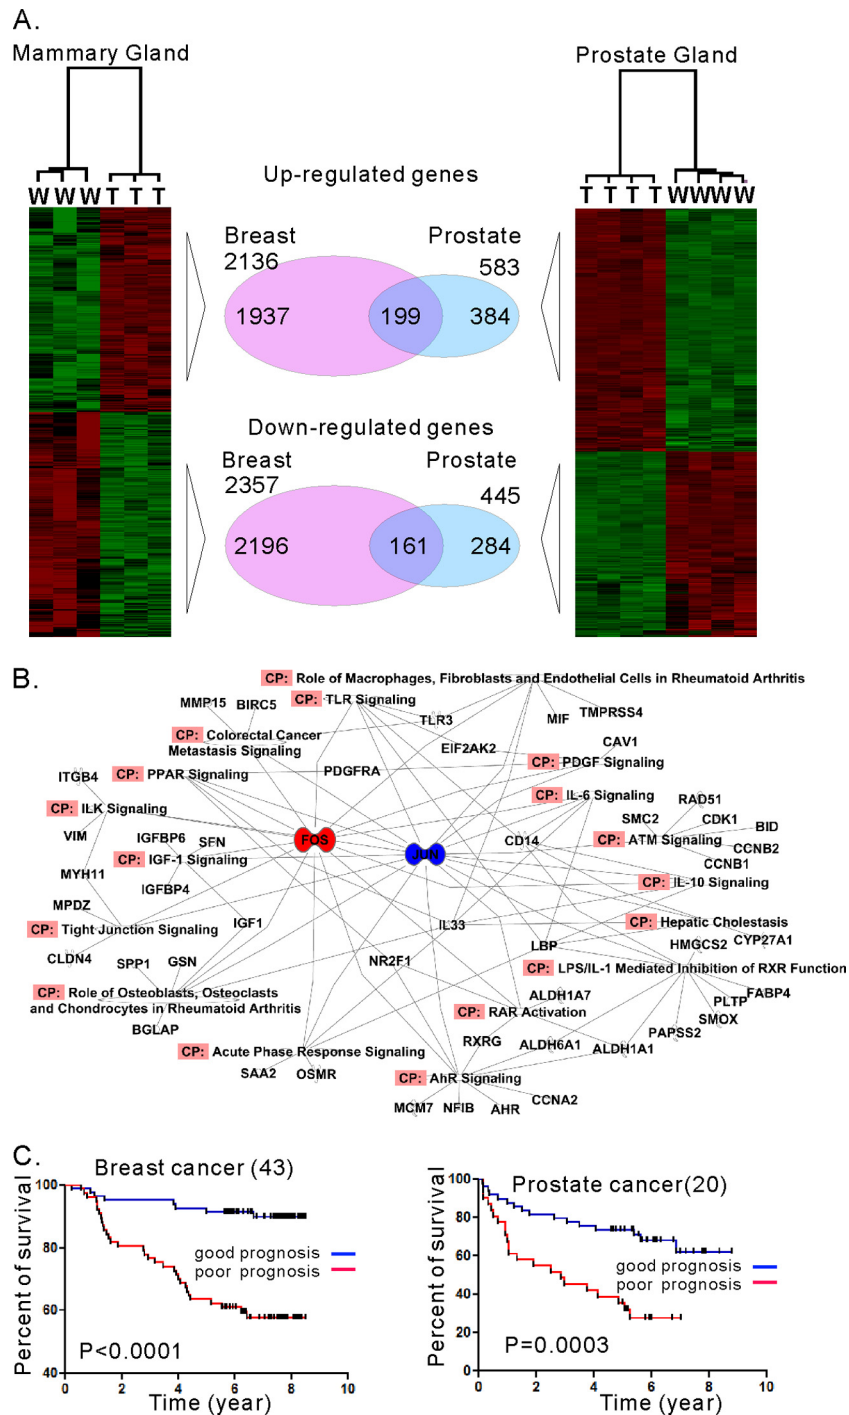 A.
Mammary Gland
Prostate Gland
W W W T T T
T T T T W W W W
Up-regulated genes
Breast
2136
Prostate
583
1937
199
384
Down-regulated genes
Breast
2357
Prostate
445
2196
161
284
B.
CP: Role of Macrophages, Fibroblasts and Endothelial Cells in Rheumatoid Arthritis
MMP15
BIRC5
CP: TLR Signaling
TLR3
MIF
TMPRSS4
CP: Colorectal Cancer
Metastasis Signaling
EIF2AK2
CAV1
ITGB4
CP: PPAR Signaling
PDGFRA
CP: PDGF Signaling
CP: ILK Signaling
CP: IL-6 Signaling
RAD51
VIM
IGFBP6
SFN
FOS
JUN
CD14
SMC2
CDK1
BID
CP: ATM Signaling
CCNB2
CCNB1
CP: IGF-1 Signaling
MYH11
IGFBP4
CP: IL-10 Signaling
MPDZ
IGF1
IL33
CP: Tight Junction Signaling
CP: Hepatic Cholestasis
CYP27A1
CLDN4
SPP1
GSN
NR2F1
LBP
HMGCS2
CP: LPS/IL-1 Mediated Inhibition of RXR Function
CP: Role of Osteoblasts, Osteoclasts
and Chondrocytes in Rheumatoid Arthritis
BGLAP
ALDH1A7
FABP4
PLTP
SMOX
PAPSS2
CP: RAR Activation
RXRG
ALDH6A1
ALDH1A1
CP: Acute Phase Response Signaling
SAA2
OSMR
CP: AhR Signaling
MCM7
NFIB
AHR
CCNA2
C.
Breast cancer (43)
Percent of survival
100
80
60
40
good prognosis
poor prognosis
P<0.0001
0 2 4 6 8 10
Time (year)
Prostate cancer(20)
Percent of survival
100
80
60
40
20
0
good prognosis
poor prognosis
P=0.0003
0 2 4 6 8 10
Time (year)